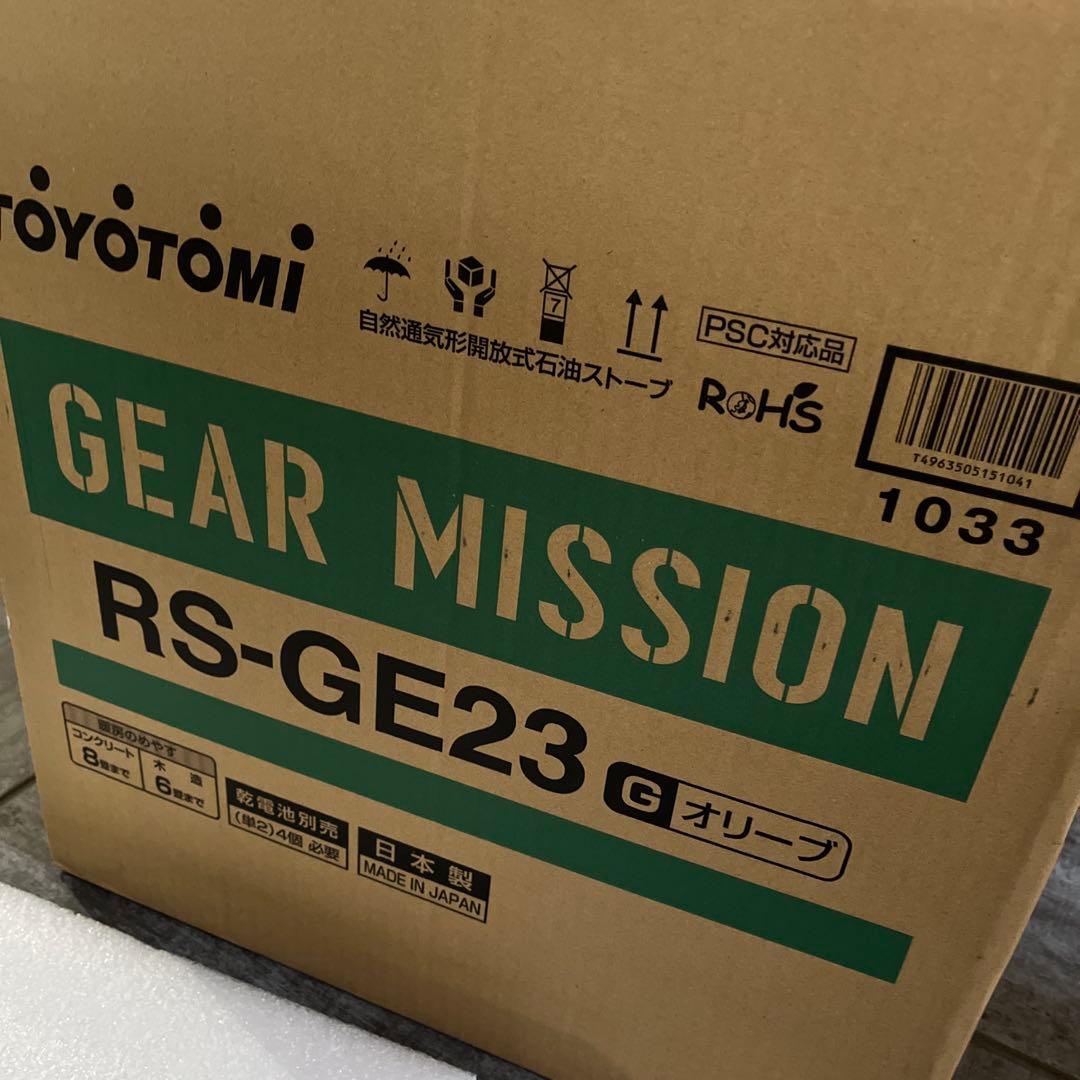 TOYOTOMI
7
自然通気形開放式石油ストーブ
PSC対応品
RoHS
T4963505151041
1033
GEAR MISSION
RS-GE23
G オリーブ
暖房のめやす
コンクリート
8畳まで
木造
6畳まで
乾電池別売
(単2)4個 必要
日本製
MADE IN JAPAN